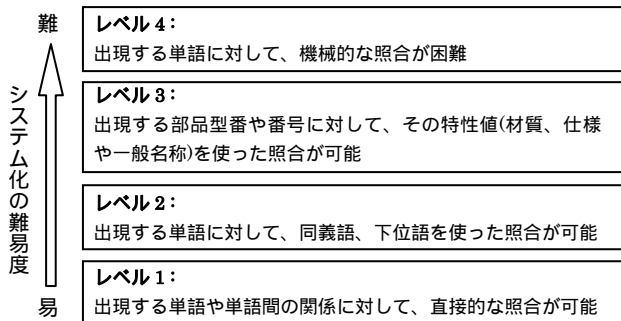 難
システム化の難易度
易
レベル 4：
出現する単語に対して、機械的な照合が困難
レベル 3：
出現する部品型番や番号に対して、その特性値(材質、仕様
や一般名称)を使った照合が可能
レベル 2：
出現する単語に対して、同義語、下位語を使った照合が可能
レベル 1：
出現する単語や単語間の関係に対して、直接的な照合が可能